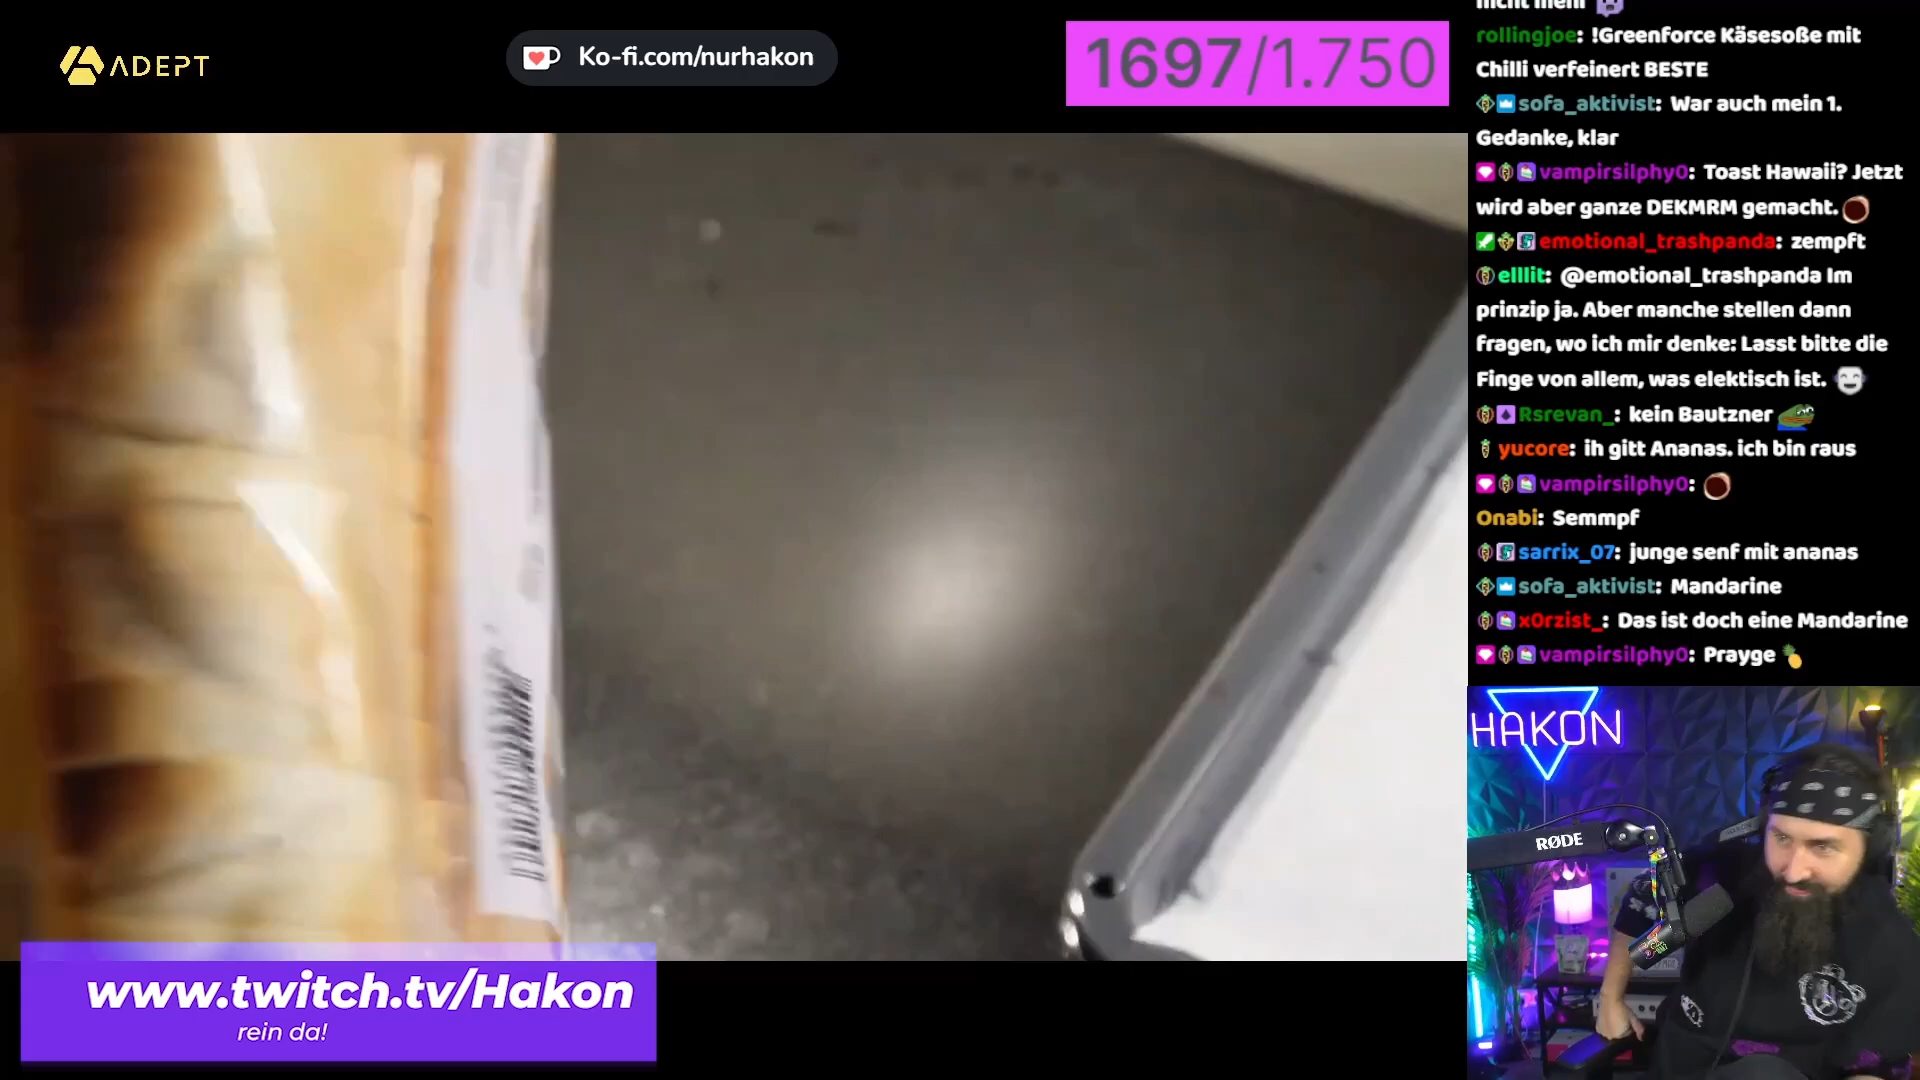 ADEPT
Ko-fi.com/nurhakon
1697/1.750
nicht mehr
rollingjoe: !Greenforce Käsesoße mit
Chilli verfeinert BESTE
sofa_aktivist: War auch mein 1.
Gedanke, klar
vampirsilphy0: Toast Hawaii? Jetzt
wird aber ganze DEKMRM gemacht.
emotional_trashpanda: zempft
elllit: @emotional_trashpanda Im
prinzip ja. Aber manche stellen dann
fragen, wo ich mir denke: Lasst bitte die
Finge von allem, was elektisch ist.
Rsrevan_: kein Bautzner
yucore: ih gitt Ananas. ich bin raus
vampirsilphy0:
Onabi: Semmpf
sarrix_07: junge senf mit ananas
sofa_aktivist: Mandarine
x0rzist_: Das ist doch eine Mandarine
vampirsilphy0: Prayge
HAKON
RØDE
www.twitch.tv/Hakon
rein da!